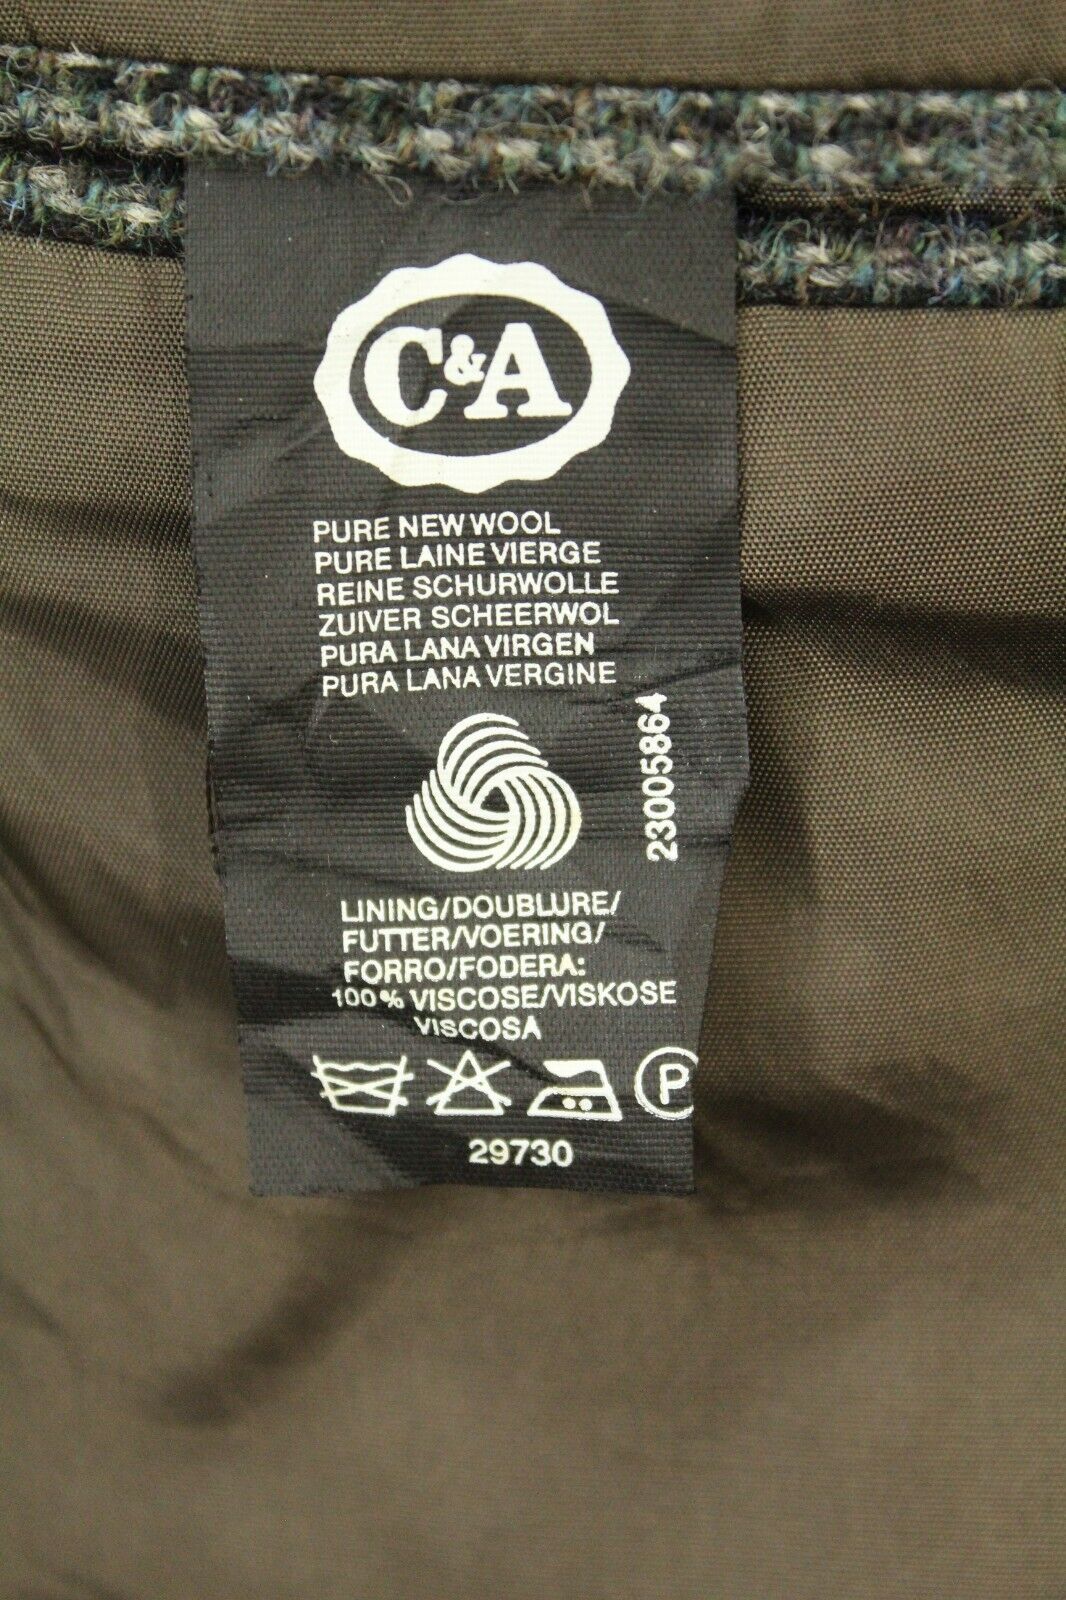 C&A
PURE NEW WOOL
PURE LAINE VIERGE
REINE SCHURWOLLE
ZUIVER SCHEERWOL
PURA LANA VIRGEN
PURA LANA VERGINE
23005864
LINING/DOUBLURE/
FUTTER/VOERING/
FORRO/FODERA:
100% VISCOSE/VISKOSE
VISCOSA
P
29730